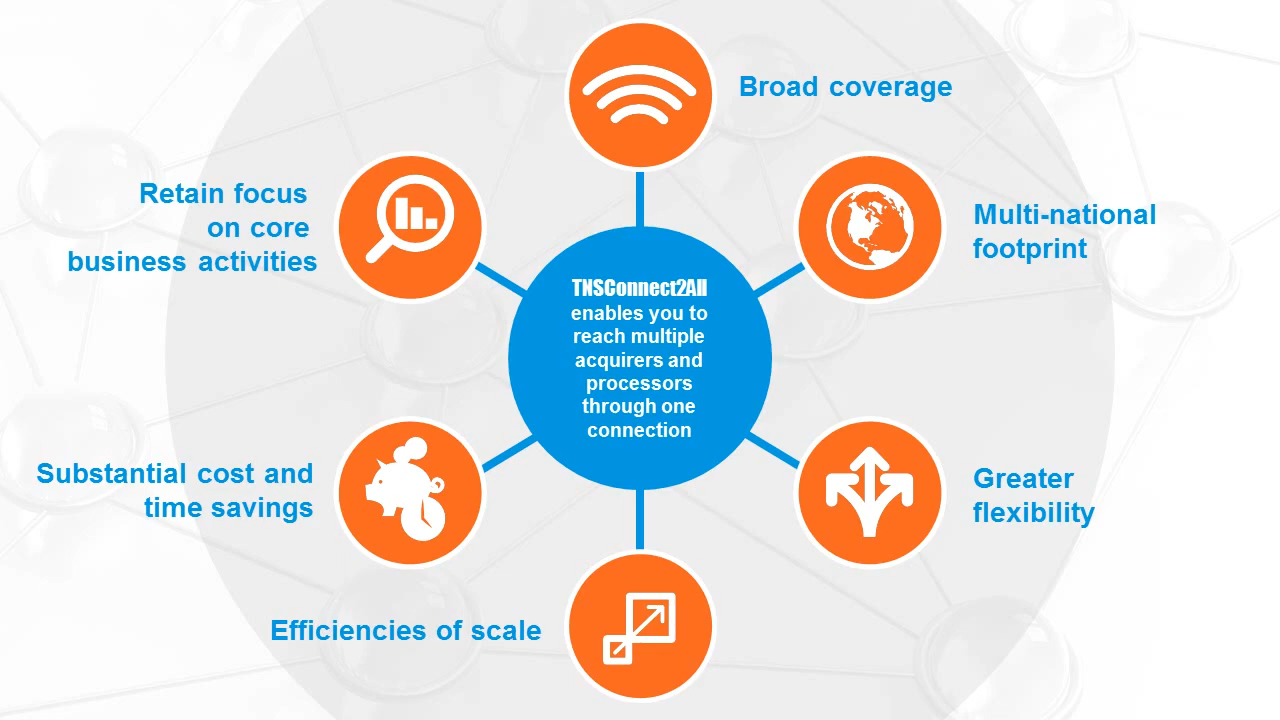 Broad coverage
Multi-national
footprint
Greater
flexibility
Efficiencies of scale
Substantial cost and
time savings
Retain focus
on core
business activities
TNSConnect2All
enables you to
reach multiple
acquirers and
processors
through one
connection